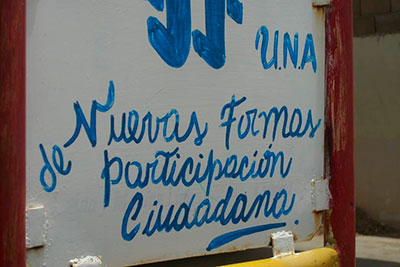 U.N.A
de Nuevas Formas
participación
Ciudadana.